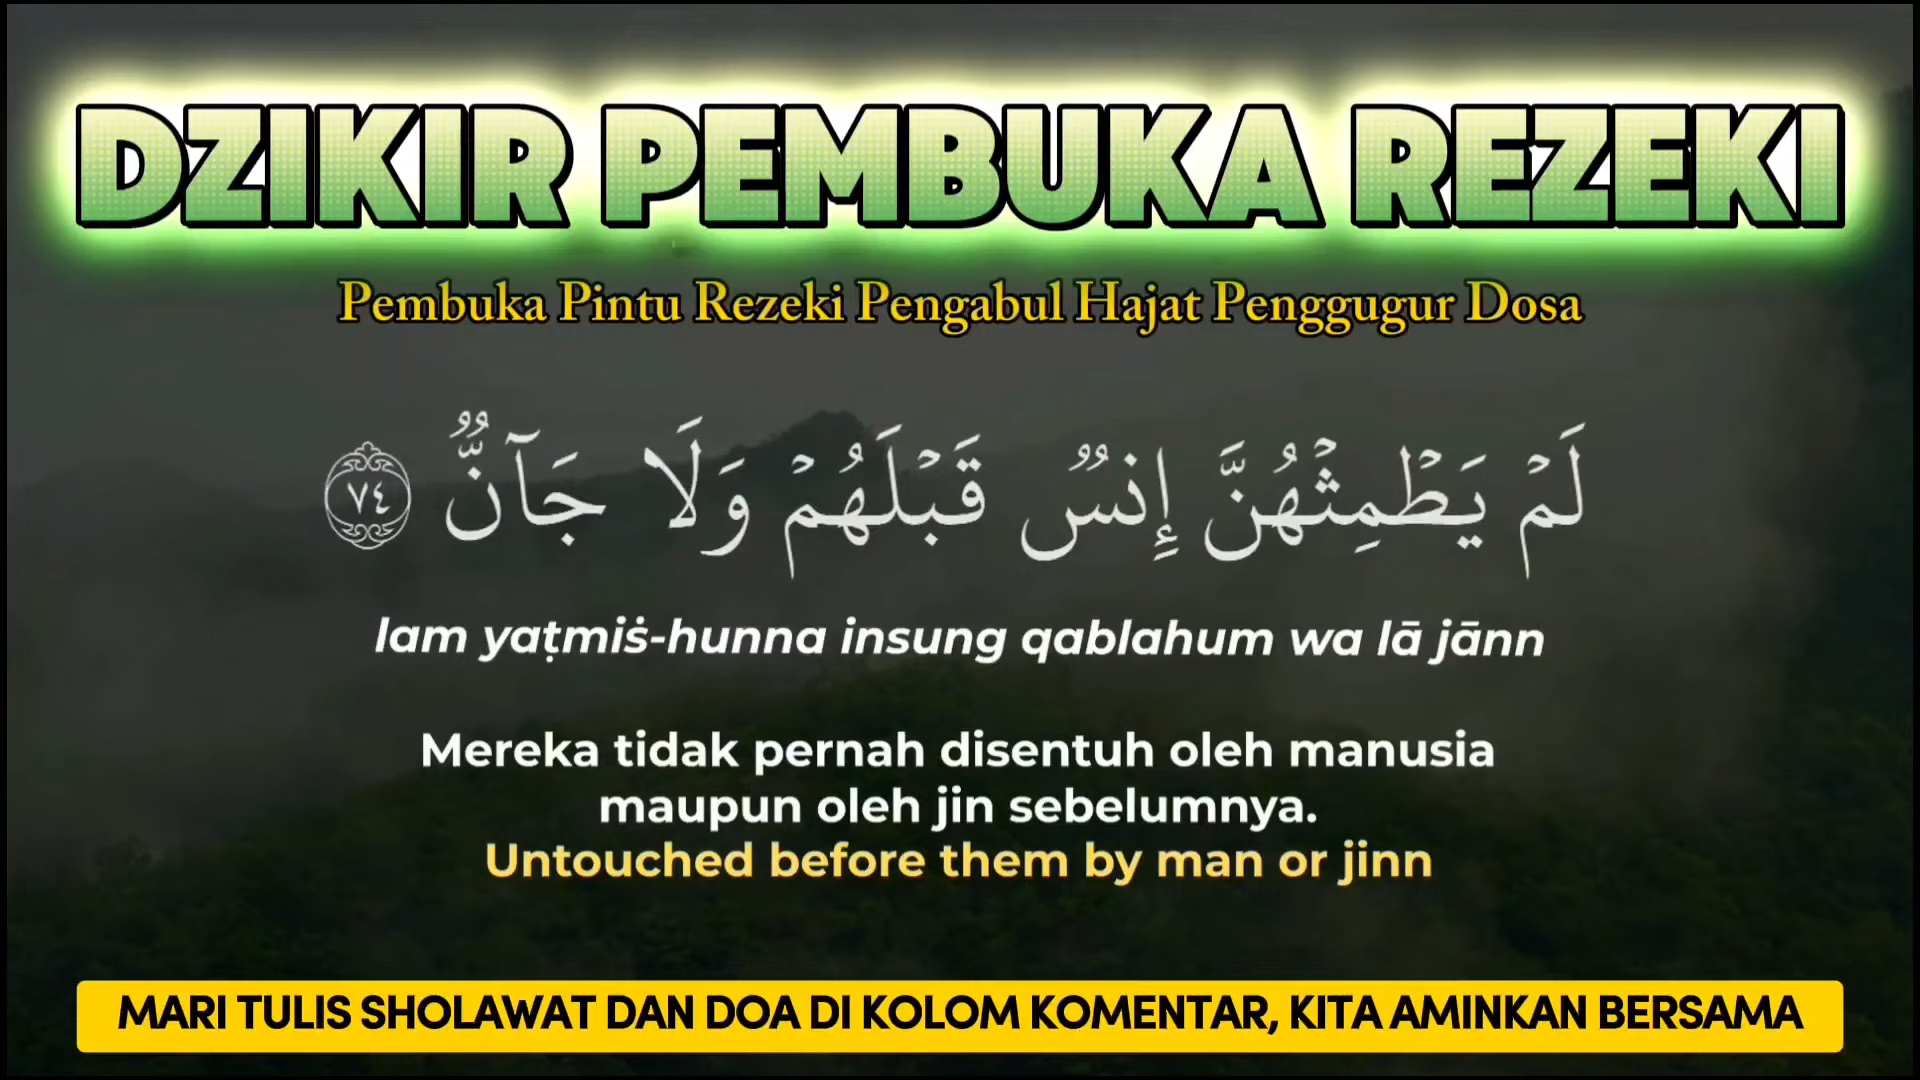 DZIKIR PEMBUKA REZEKI
Pembuka Pintu Rezeki Pengabul Hajat Penggugur Dosa
لَمْ يَطْمِثْهُنَّ إِنسٌ قَبْلَهُمْ وَلَا جَآنٌّ ٧٤
lam yaṭmiṡ-hunna insung qablahum wa lā jānn
Mereka tidak pernah disentuh oleh manusia
maupun oleh jin sebelumnya.
Untouched before them by man or jinn
MARI TULIS SHOLAWAT DAN DOA DI KOLOM KOMENTAR, KITA AMINKAN BERSAMA